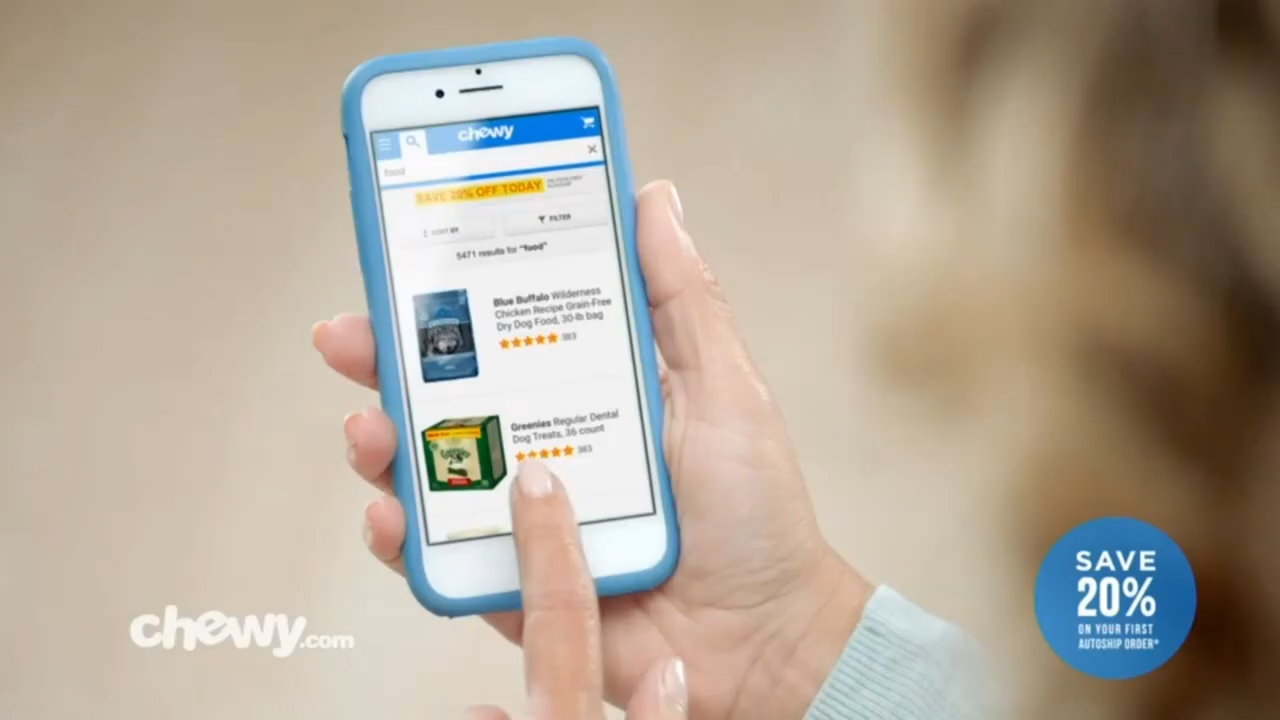 chewy
food
SAVE 20% OFF TODAY
SORT BY
FILTER
5471 results for "food"
Blue Buffalo Wilderness
Chicken Recipe Grain-Free
Dry Dog Food, 30-lb bag
383
Greenies Regular Dental
Dog Treats, 36 count
383
chewy.com
SAVE
20%
ON YOUR FIRST
AUTOSHIP ORDER*